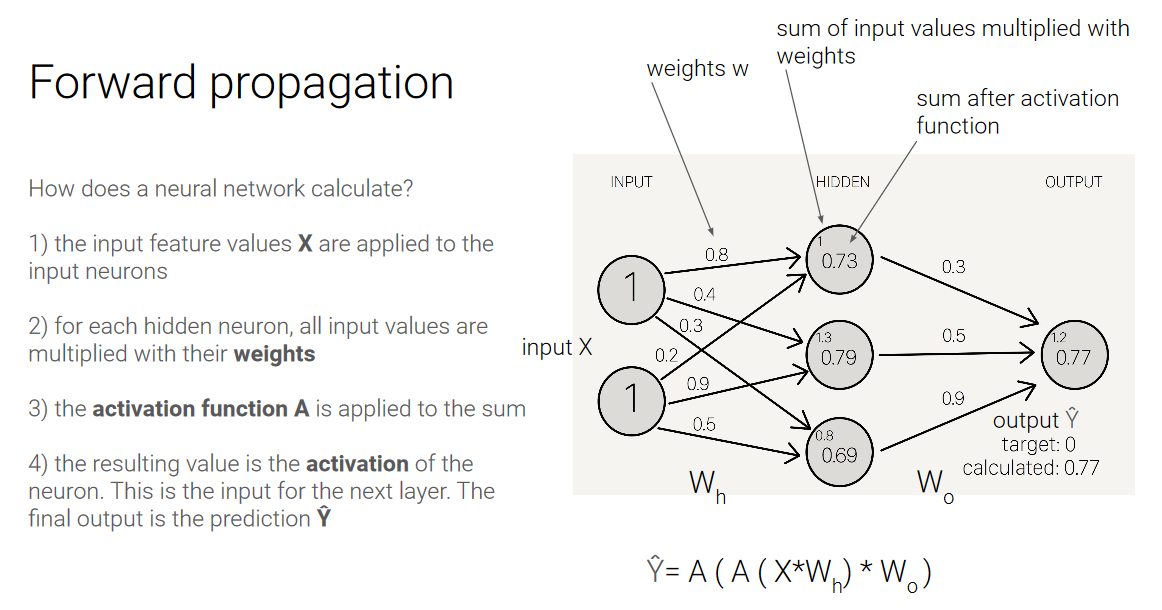 Forward propagation
How does a neural network calculate?
1) the input feature values X are applied to the
input neurons
2) for each hidden neuron, all input values are
multiplied with their weights
3) the activation function A is applied to the sum
4) the resulting value is the activation of the
neuron. This is the input for the next layer. The
final output is the prediction Ŷ
sum of input values multiplied with
weights
weights w
sum after activation
function
INPUT
HIDDEN
OUTPUT
input X
1
1
0.8
0.4
0.3
0.2
0.9
0.5
Wh
1
0.73
1.3
0.79
0.8
0.69
0.3
0.5
0.9
Wo
1.2
0.77
output Ŷ
target: 0
calculated: 0.77
Ŷ= A ( A ( X*Wh) * Wo )